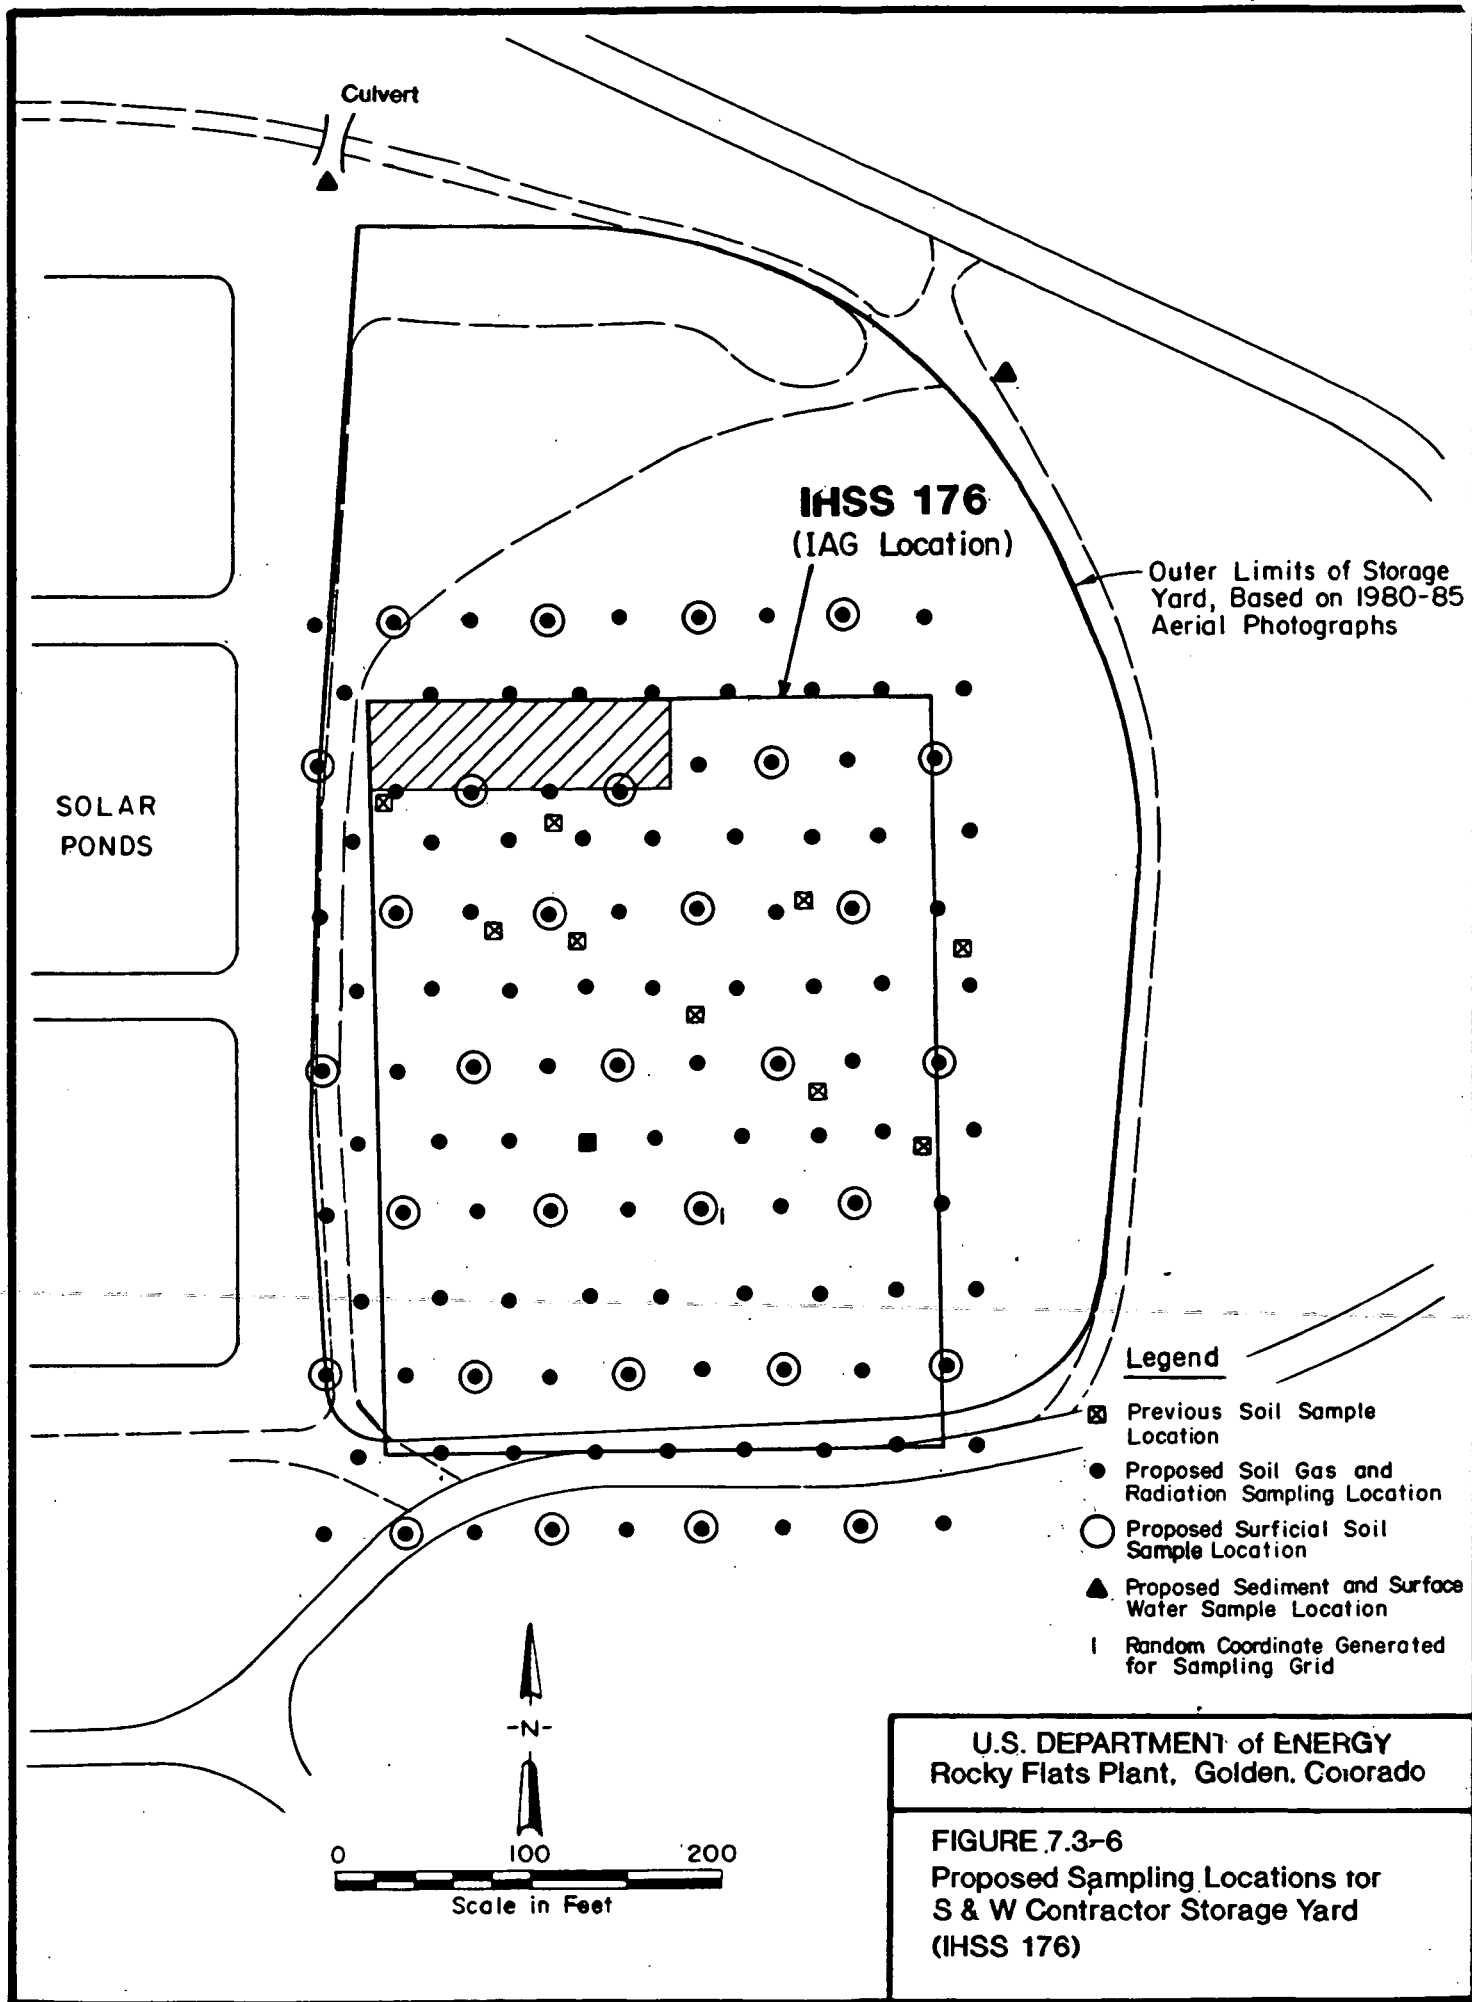 Culvert
IHSS 176
(IAG Location)
Outer Limits of Storage
Yard, Based on 1980-85
Aerial Photographs
SOLAR
PONDS
Legend
Previous Soil Sample
Location
Proposed Soil Gas and
Radiation Sampling Location
Proposed Surficial Soil
Sample Location
Proposed Sediment and Surface
Water Sample Location
I Random Coordinate Generated
for Sampling Grid
-N-
0 100 200
Scale in Feet
U.S. DEPARTMENT of ENERGY
Rocky Flats Plant, Golden, Colorado
FIGURE 7.3-6
Proposed Sampling Locations for
S & W Contractor Storage Yard
(IHSS 176)